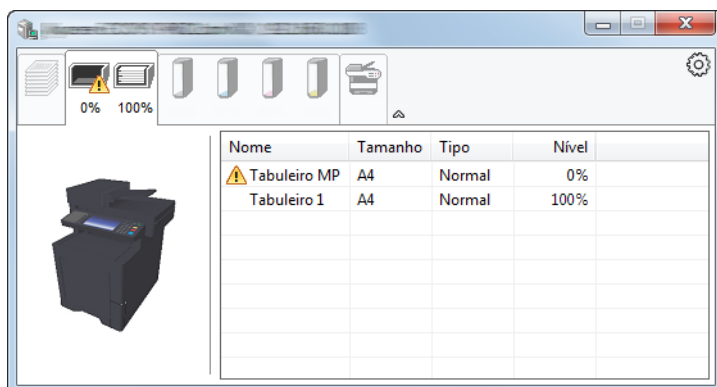 0% 100%
Nome Tamanho Tipo Nível
Tabuleiro MP A4 Normal 0%
Tabuleiro 1 A4 Normal 100%